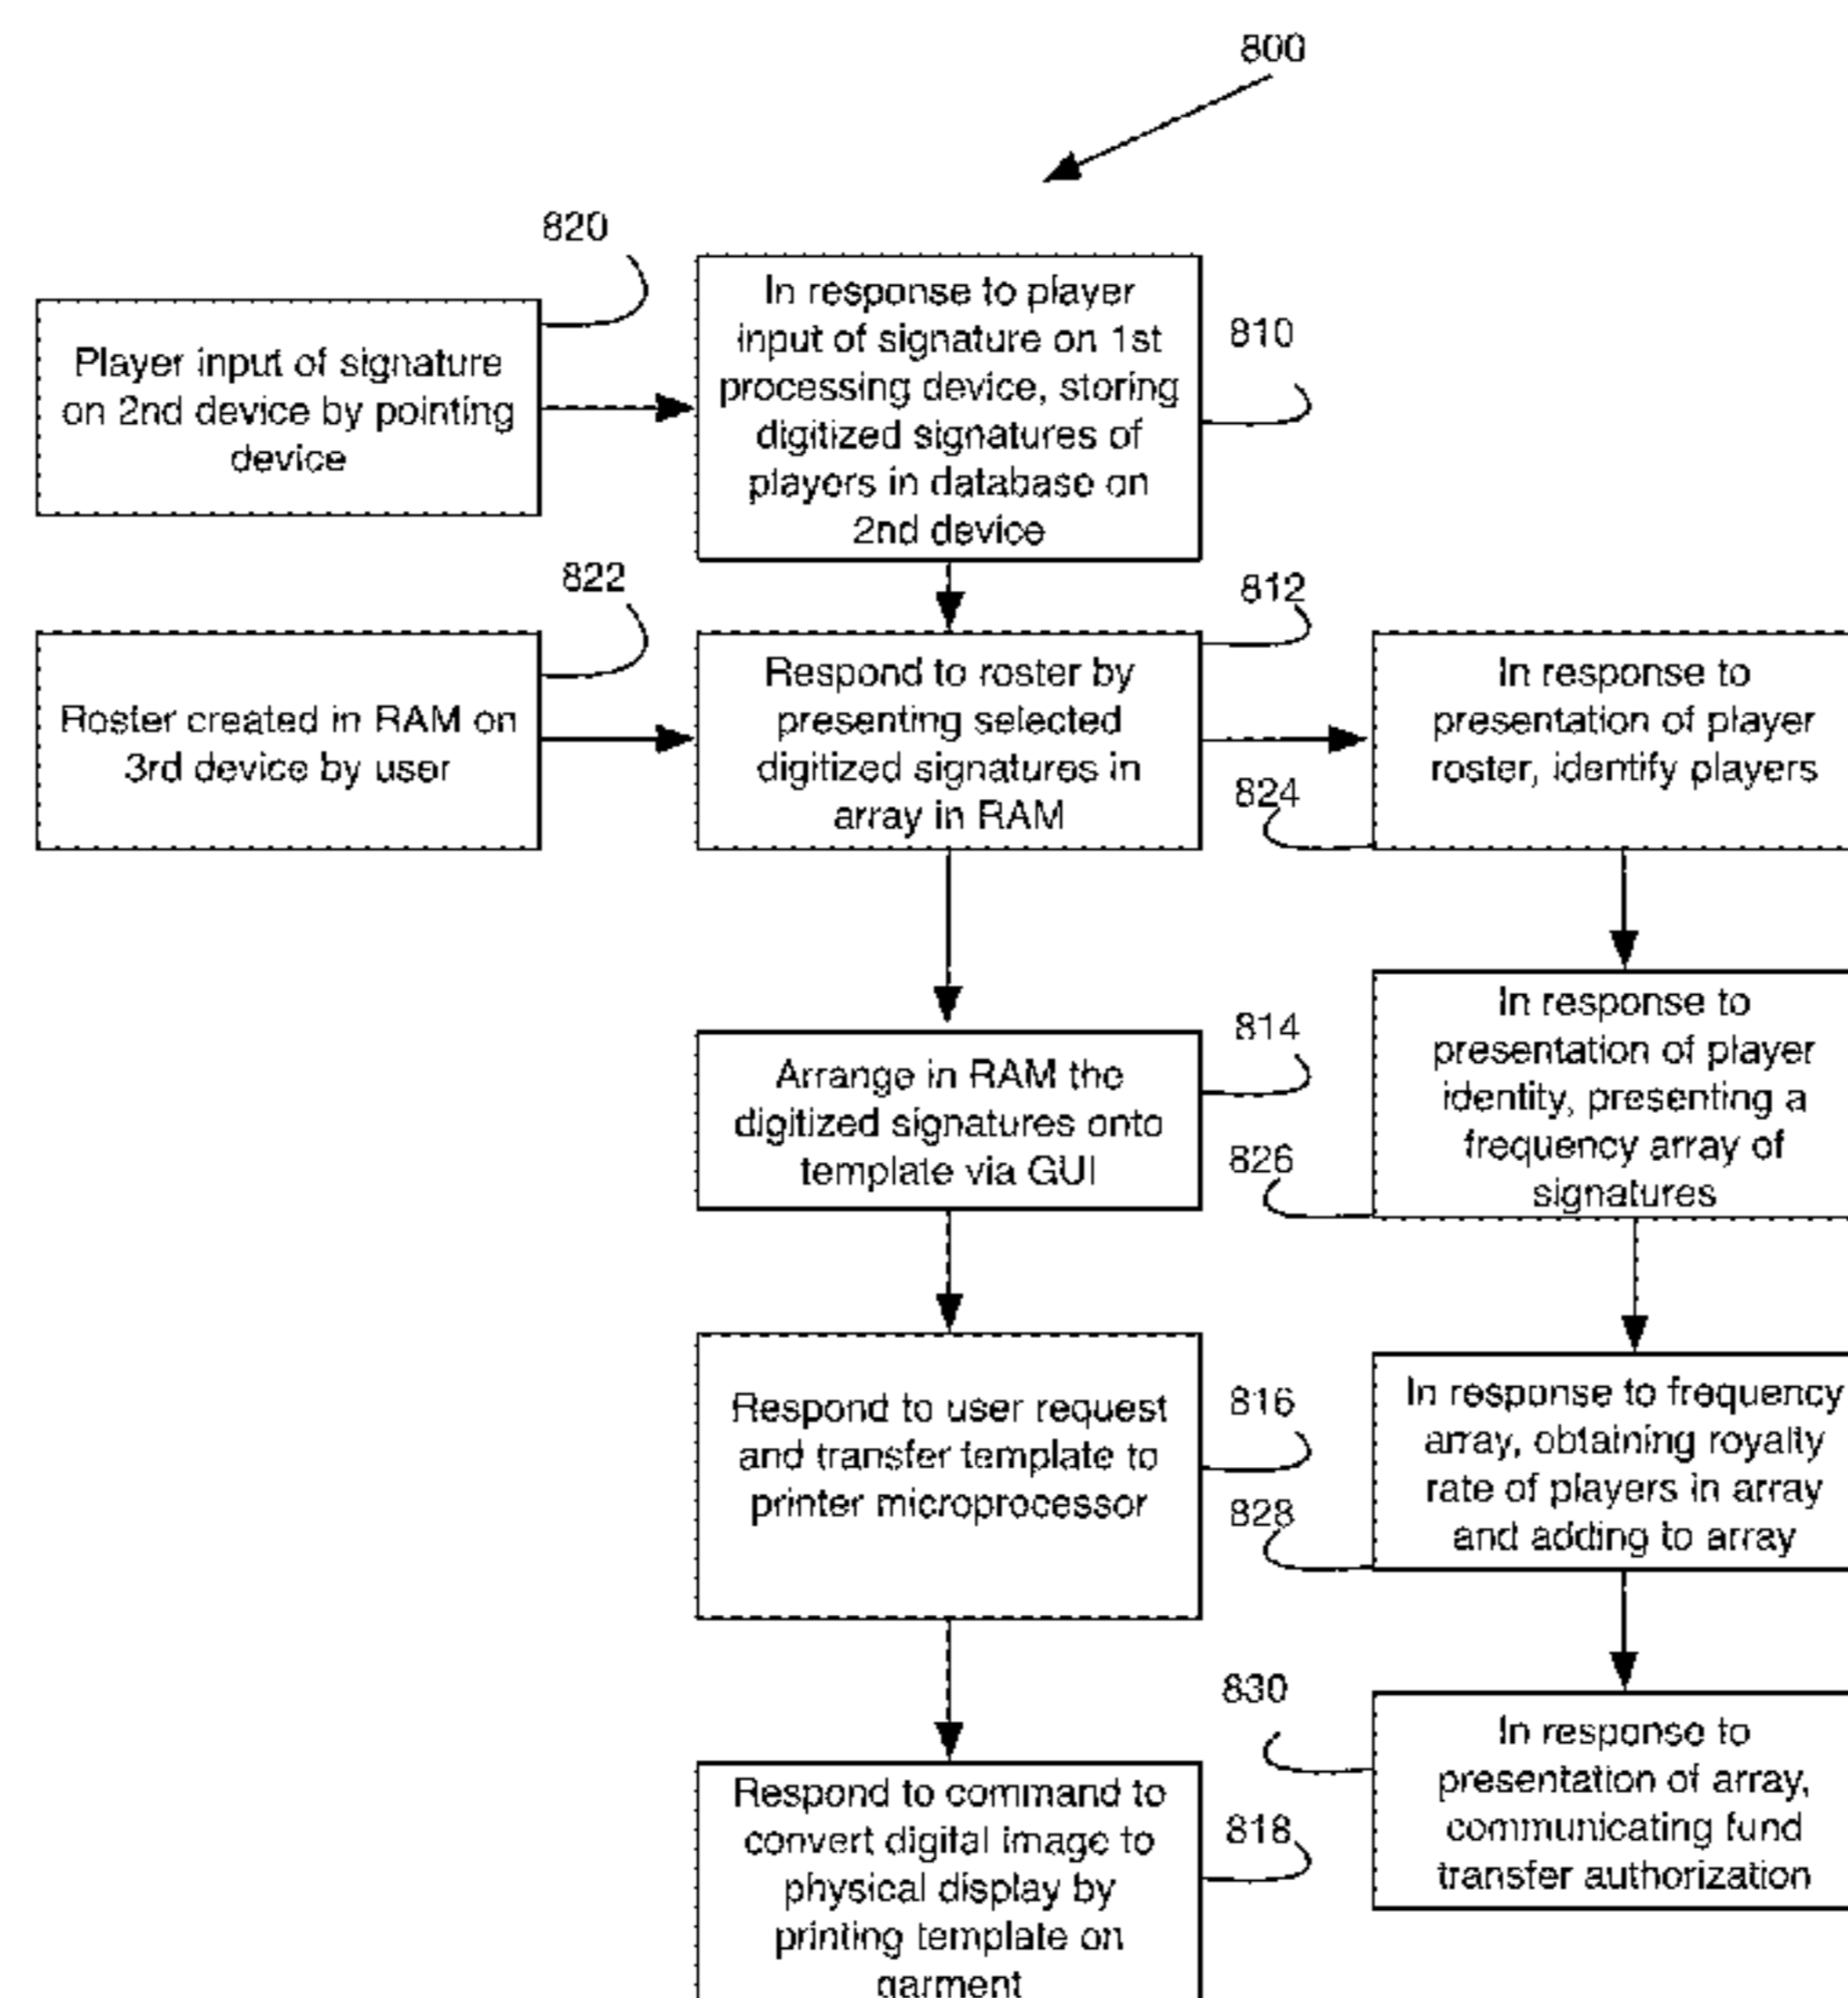 800
820
Player input of signature
on 2nd device by pointing
device
In response to player
input of signature on 1st
processing device, storing
digitized signatures of
players in database on
2nd device
810
822
Roster created in RAM on
3rd device by user
812
Respond to roster by
presenting selected
digitized signatures in
array in RAM
In response to
presentation of player
roster, identify players
824
814
Arrange in RAM the
digitized signatures onto
template via GUI
In response to
presentation of player
identity, presenting a
frequency array of
signatures
826
816
Respond to user request
and transfer template to
printer microprocessor
In response to frequency
array, obtaining royalty
rate of players in array
and adding to array
828
830
In response to
presentation of array,
communicating fund
transfer authorization
818
Respond to command to
convert digital image to
physical display by
printing template on
garment